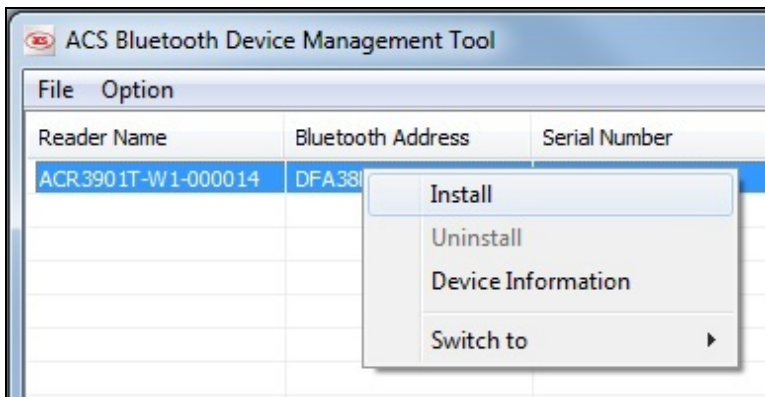 ACS Bluetooth Device Management Tool
File Option
Reader Name Bluetooth Address Serial Number
ACR3901T-W1-000014
Install
Uninstall
Device Information
Switch to